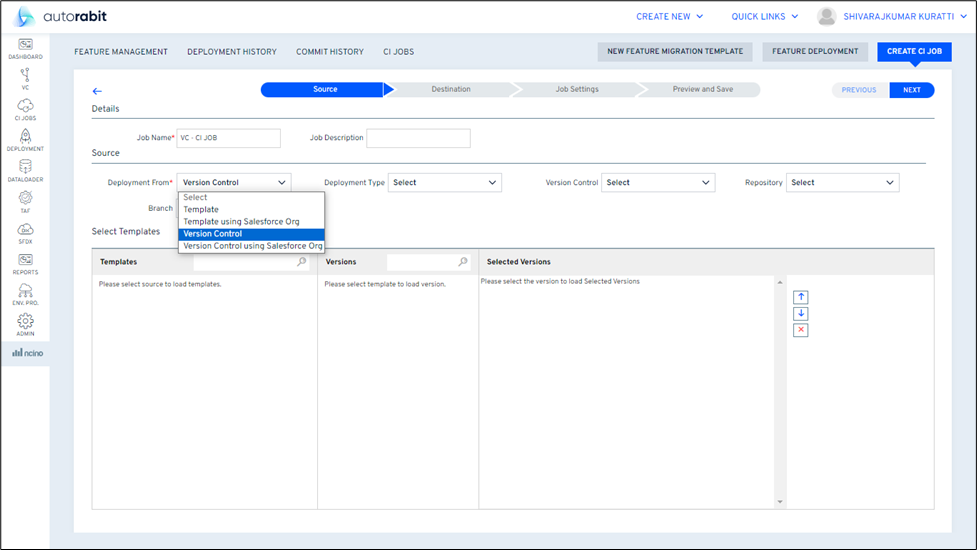 autorabit
CREATE NEW
QUICK LINKS
SHIVARAJKUMAR KURATTI
DASHBOARD
VC
CI JOBS
DEPLOYMENT
DATALOADER
TAF
SFDX
REPORTS
ENV. PRO.
ADMIN
ncino
FEATURE MANAGEMENT
DEPLOYMENT HISTORY
COMMIT HISTORY
CI JOBS
NEW FEATURE MIGRATION TEMPLATE
FEATURE DEPLOYMENT
CREATE CI JOB
Source
Destination
Job Settings
Preview and Save
PREVIOUS
NEXT
Details
Job Name* VC - CI JOB
Job Description
Source
Deployment From* Version Control
Deployment Type Select
Version Control Select
Repository Select
Branch
Select
Template
Template using Salesforce Org
Version Control
Version Control using Salesforce Org
Select Templates
Templates
Versions
Selected Versions
Please select source to load templates.
Please select template to load version.
Please select the version to load Selected Versions